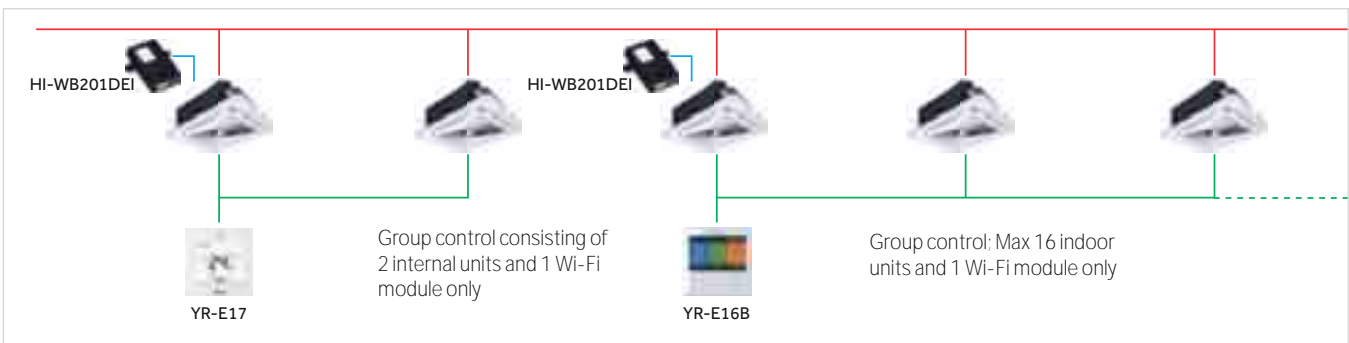 HI-WB201DEI
HI-WB201DEI
Group control consisting of
2 internal units and 1 Wi-Fi
module only
Group control; Max 16 indoor
units and 1 Wi-Fi module only
YR-E17
YR-E16B